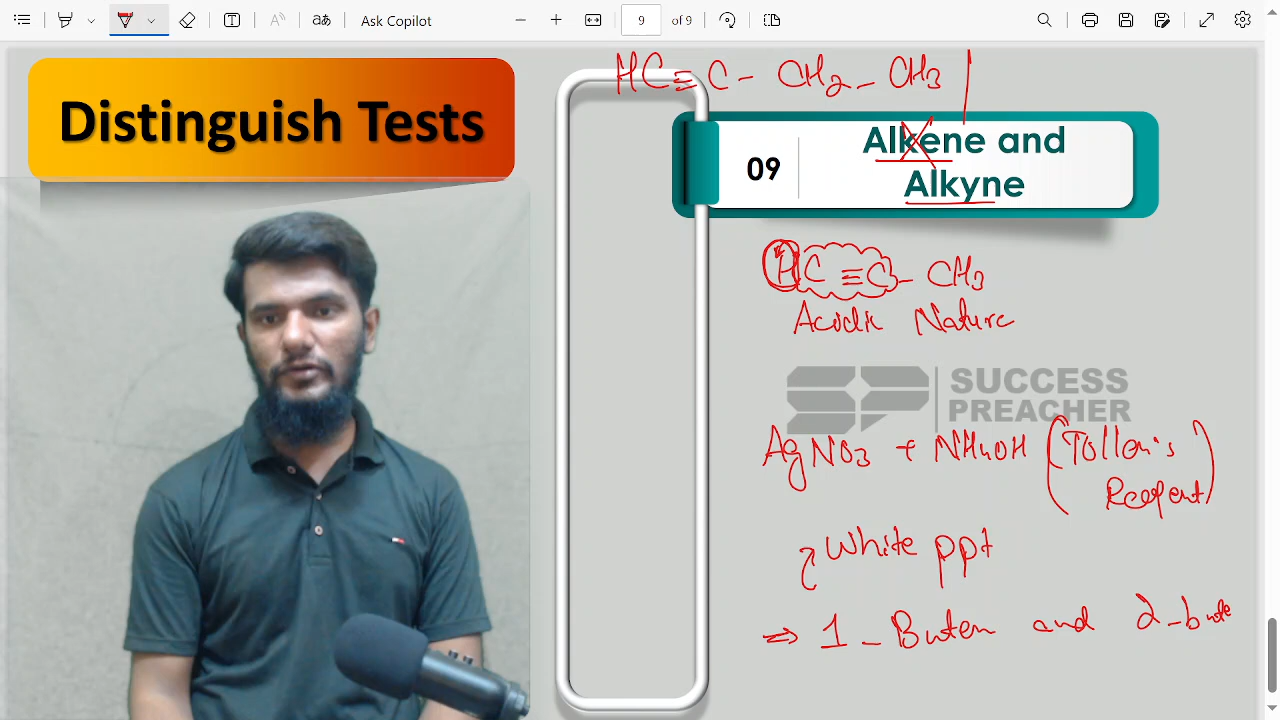 Ask Copilot
9 of 9
HC≡C - CH2 - CH3
Distinguish Tests
09
Alkene and
Alkyne
HC≡C - CH3
Acidic Nature
SP SUCCESS
PREACHER
AgNO3 + NH4OH (Tollen's
Reagent)
White ppt
⇒ 1 - Buten and 2 - bute